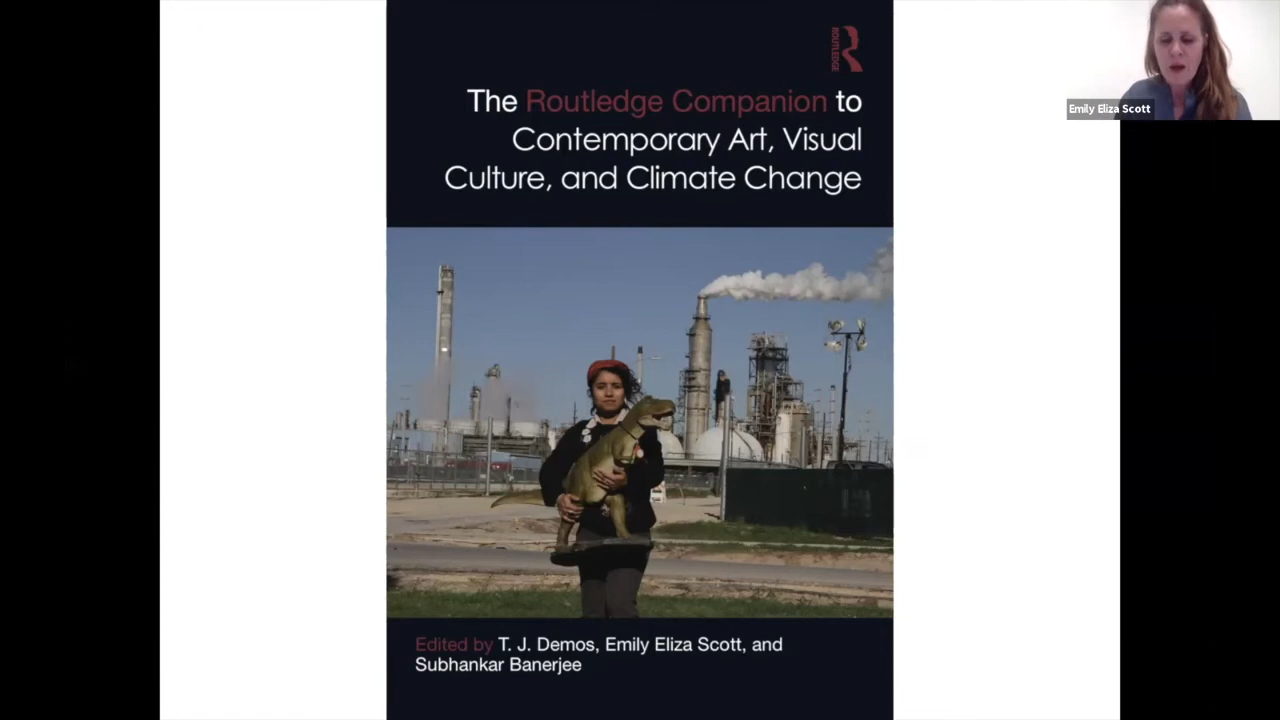 ROUTLEDGE
The Routledge Companion to
Contemporary Art, Visual
Culture, and Climate Change
Emily Eliza Scott
Edited by T. J. Demos, Emily Eliza Scott, and
Subhankar Banerjee